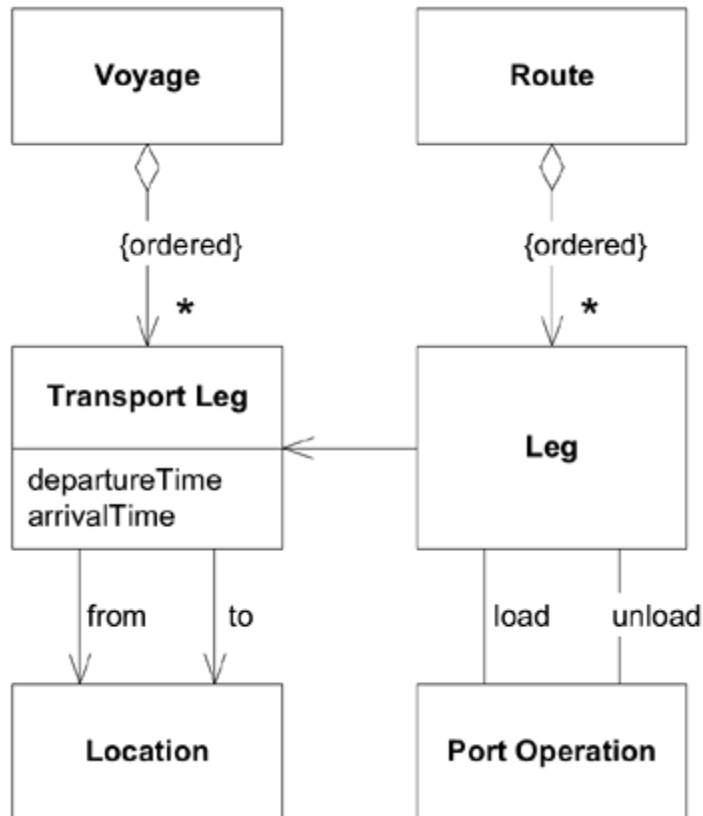 Voyage
Route
{ordered}
{ordered}
*
*
Transport Leg
Leg
departureTime
arrivalTime
from
to
load
unload
Location
Port Operation